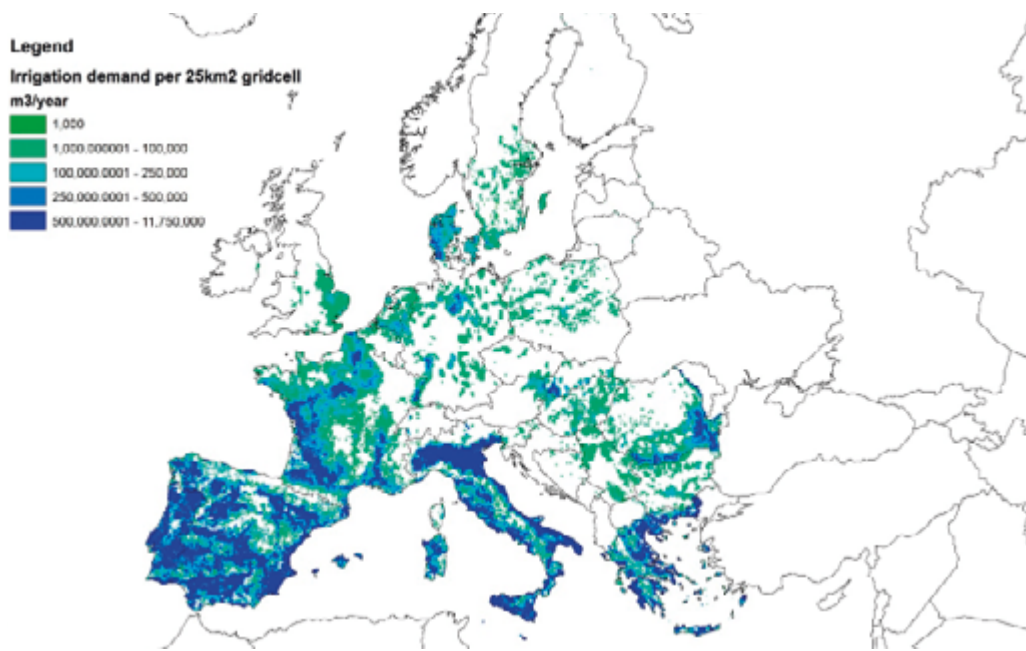 Legend
Irrigation demand per 25km2 gridcell
m3/year
1,000
1,000.000001 - 100,000
100,000.0001 - 250,000
250,000.0001 - 500,000
500,000.0001 - 11,750,000